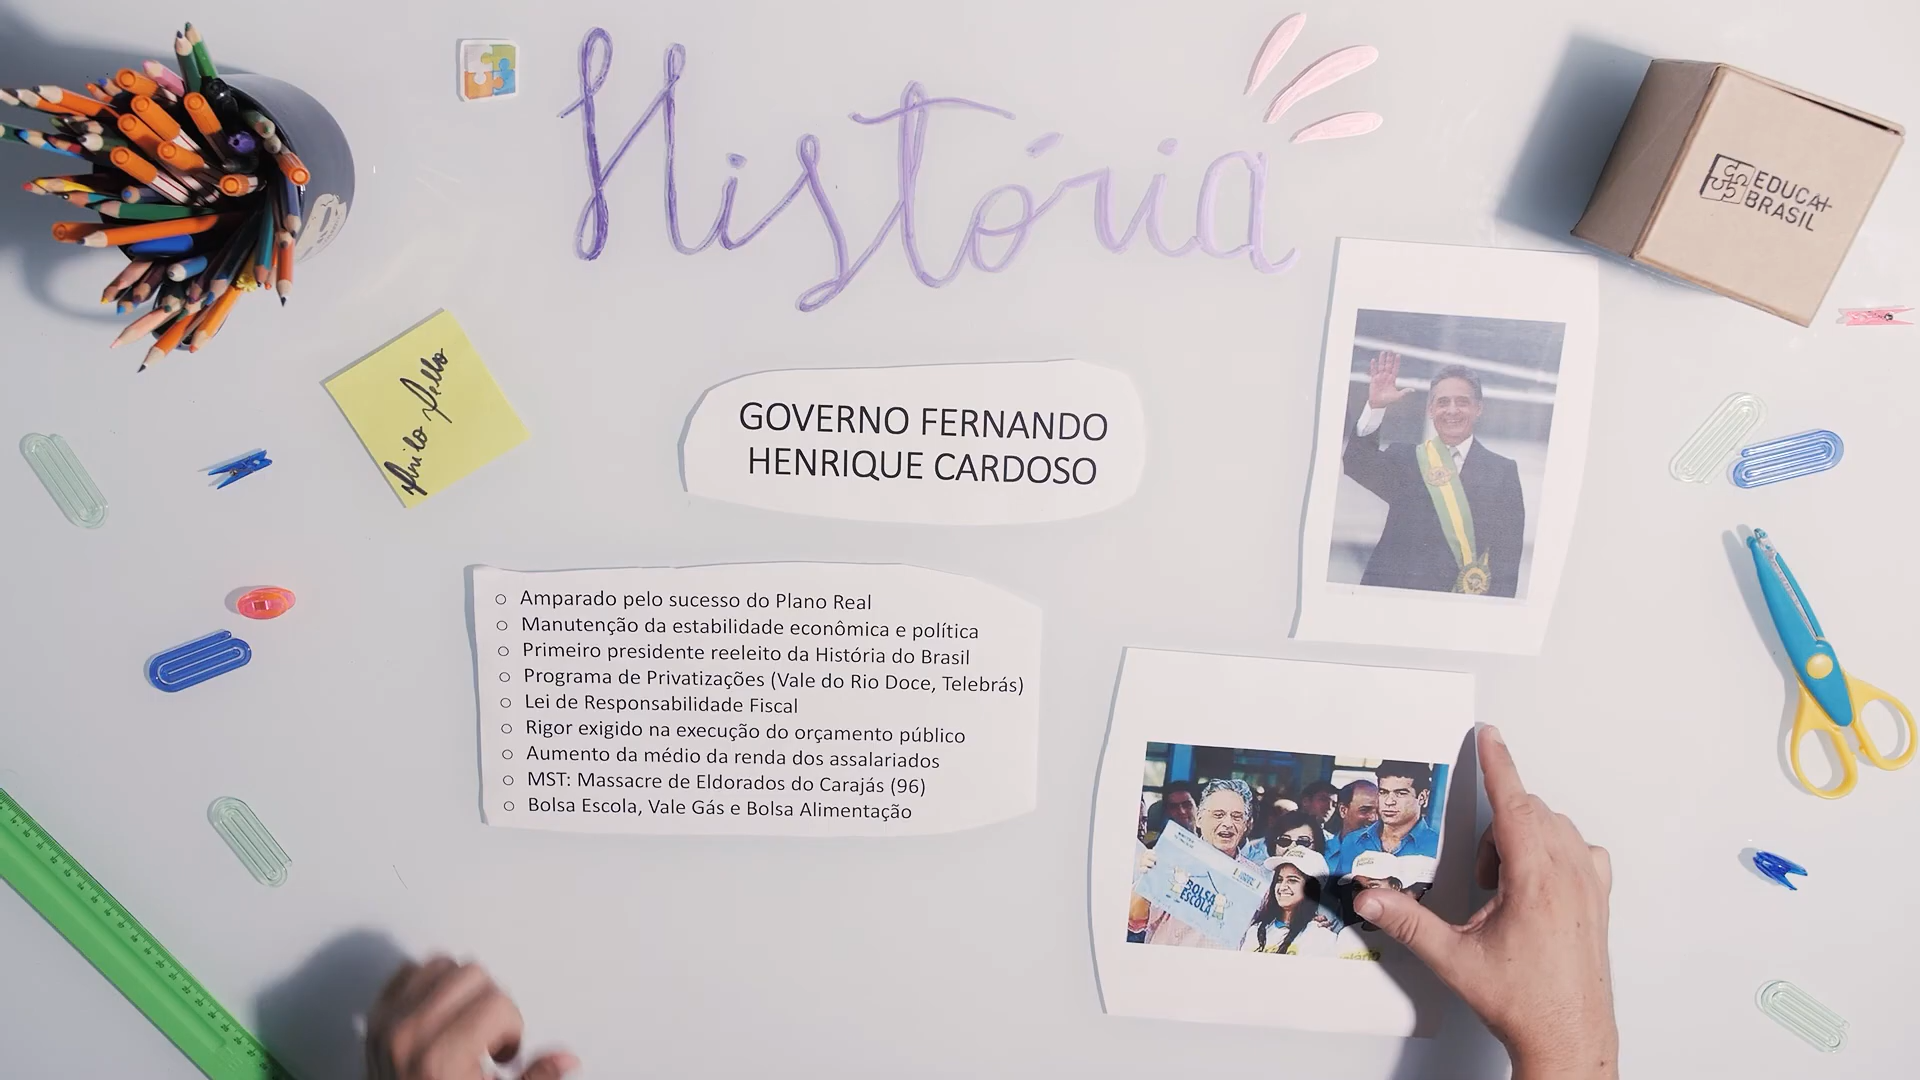 História
EDUCA+
BRASIL
GOVERNO FERNANDO
HENRIQUE CARDOSO
○ Amparado pelo sucesso do Plano Real
○ Manutenção da estabilidade econômica e política
○ Primeiro presidente reeleito da História do Brasil
○ Programa de Privatizações (Vale do Rio Doce, Telebrás)
○ Lei de Responsabilidade Fiscal
○ Rigor exigido na execução do orçamento público
○ Aumento da médio da renda dos assalariados
○ MST: Massacre de Eldorados do Carajás (96)
○ Bolsa Escola, Vale Gás e Bolsa Alimentação
BOLSA
ESCOLA